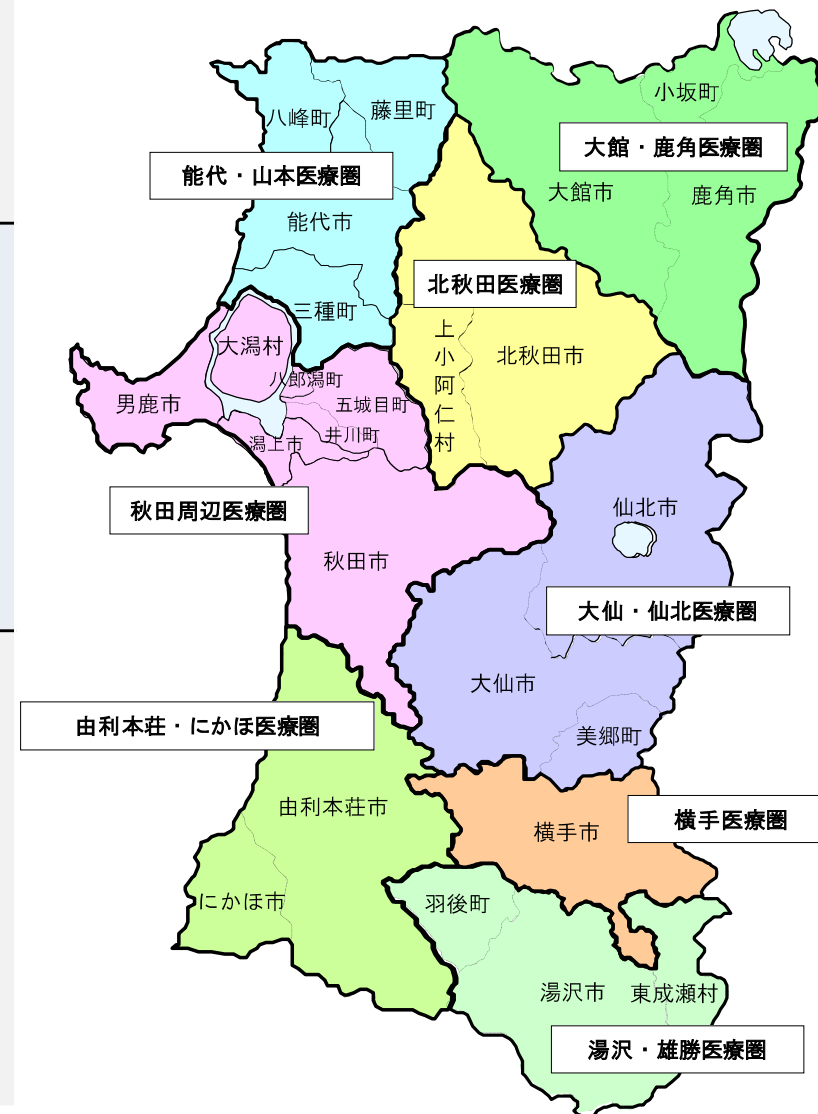 小坂町
藤里町
八峰町
大館・鹿角医療圏
能代・山本医療圏
大館市
鹿角市
能代市
北秋田医療圏
三種町
上小阿仁村
大潟村
北秋田市
八郎潟町
男鹿市
五城目町
井川町
潟上市
秋田周辺医療圏
仙北市
秋田市
大仙・仙北医療圏
大仙市
由利本荘・にかほ医療圏
美郷町
由利本荘市
横手医療圏
横手市
にかほ市
羽後町
湯沢市
東成瀬村
湯沢・雄勝医療圏